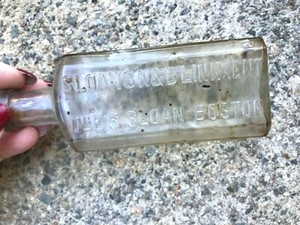 SLOAN'S N & B LINIMENT
DR. E.S. SLOAN BOSTON